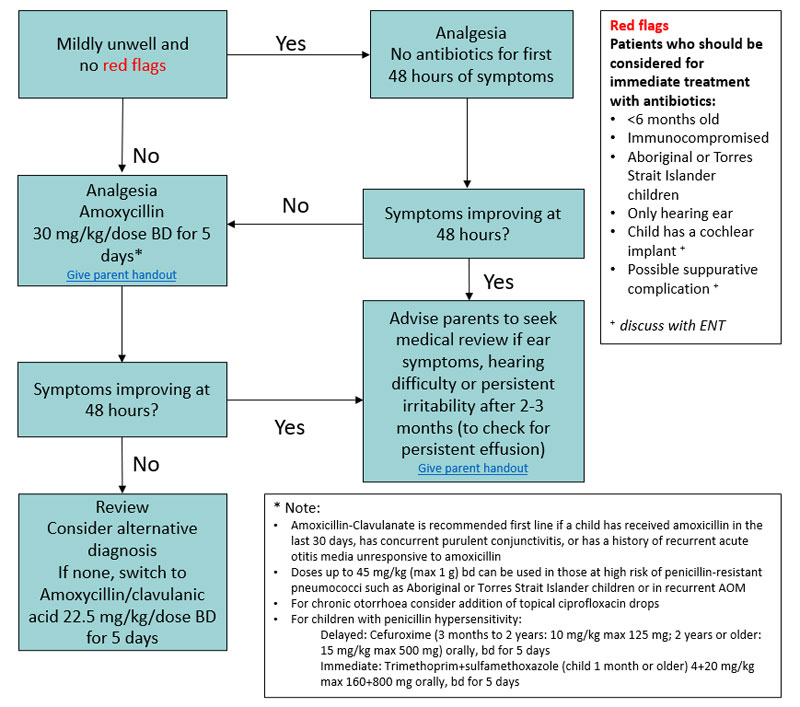 Mildly unwell and
no red flags
Yes
Analgesia
No antibiotics for first
48 hours of symptoms
No
Analgesia
Amoxycillin
30 mg/kg/dose BD for 5
days*
Give parent handout
No
Symptoms improving at
48 hours?
Yes
Advise parents to seek
medical review if ear
symptoms, hearing
difficulty or persistent
irritability after 2-3
months (to check for
persistent effusion)
Give parent handout
Symptoms improving at
48 hours?
Yes
No
Review
Consider alternative
diagnosis
If none, switch to
Amoxycillin/clavulanic
acid 22.5 mg/kg/dose BD
for 5 days
Red flags
Patients who should be
considered for
immediate treatment
with antibiotics:
• <6 months old
• Immunocompromised
• Aboriginal or Torres
Strait Islander
children
• Only hearing ear
• Child has a cochlear
implant ⁺
• Possible suppurative
complication ⁺
⁺ discuss with ENT
* Note:
• Amoxicillin-Clavulanate is recommended first line if a child has received amoxicillin in the
last 30 days, has concurrent purulent conjunctivitis, or has a history of recurrent acute
otitis media unresponsive to amoxicillin
• Doses up to 45 mg/kg (max 1 g) bd can be used in those at high risk of penicillin-resistant
pneumococci such as Aboriginal or Torres Strait Islander children or in recurrent AOM
• For chronic otorrhoea consider addition of topical ciprofloxacin drops
• For children with penicillin hypersensitivity:
Delayed: Cefuroxime (3 months to 2 years: 10 mg/kg max 125 mg; 2 years or older:
15 mg/kg max 500 mg) orally, bd for 5 days
Immediate: Trimethoprim+sulfamethoxazole (child 1 month or older) 4+20 mg/kg
max 160+800 mg orally, bd for 5 days